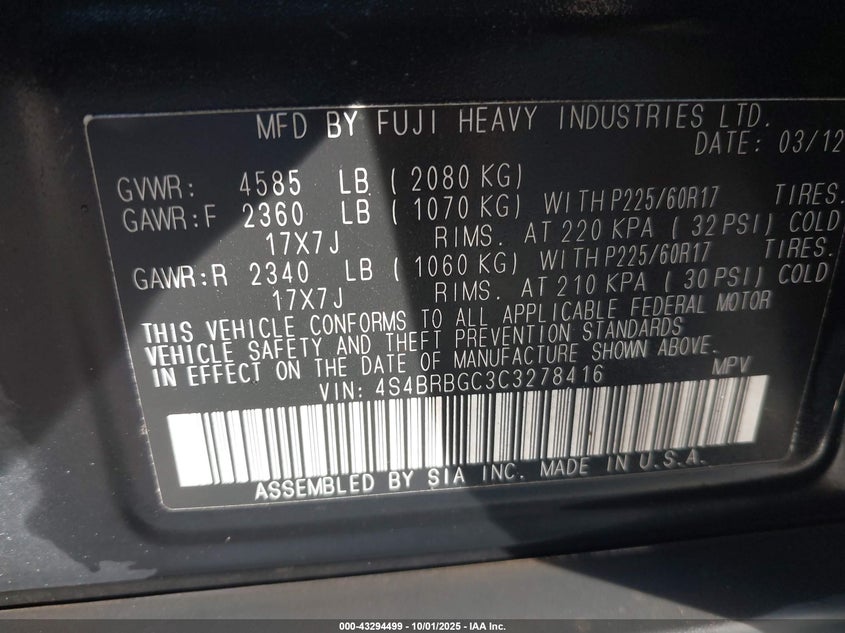 MFD BY FUJI HEAVY INDUSTRIES LTD.
DATE: 03/12
GVWR: 4585 LB (2080 KG)
GAWR:F 2360 LB (1070 KG) WITH P225/60R17 TIRES.
17X7J RIMS. AT 220 KPA (32 PSI) COLD
GAWR:R 2340 LB (1060 KG) WITH P225/60R17 TIRES.
17X7J RIMS. AT 210 KPA (30 PSI) COLD
THIS VEHICLE CONFORMS TO ALL APPLICABLE FEDERAL MOTOR
VEHICLE SAFETY AND THEFT PREVENTION STANDARDS
IN EFFECT ON THE DATE OF MANUFACTURE SHOWN ABOVE.
VIN: 4S4BRBGC3C3278416 MPV
ASSEMBLED BY SIA INC. MADE IN U.S.A.
000-43294499 - 10/01/2025 - IAA Inc.